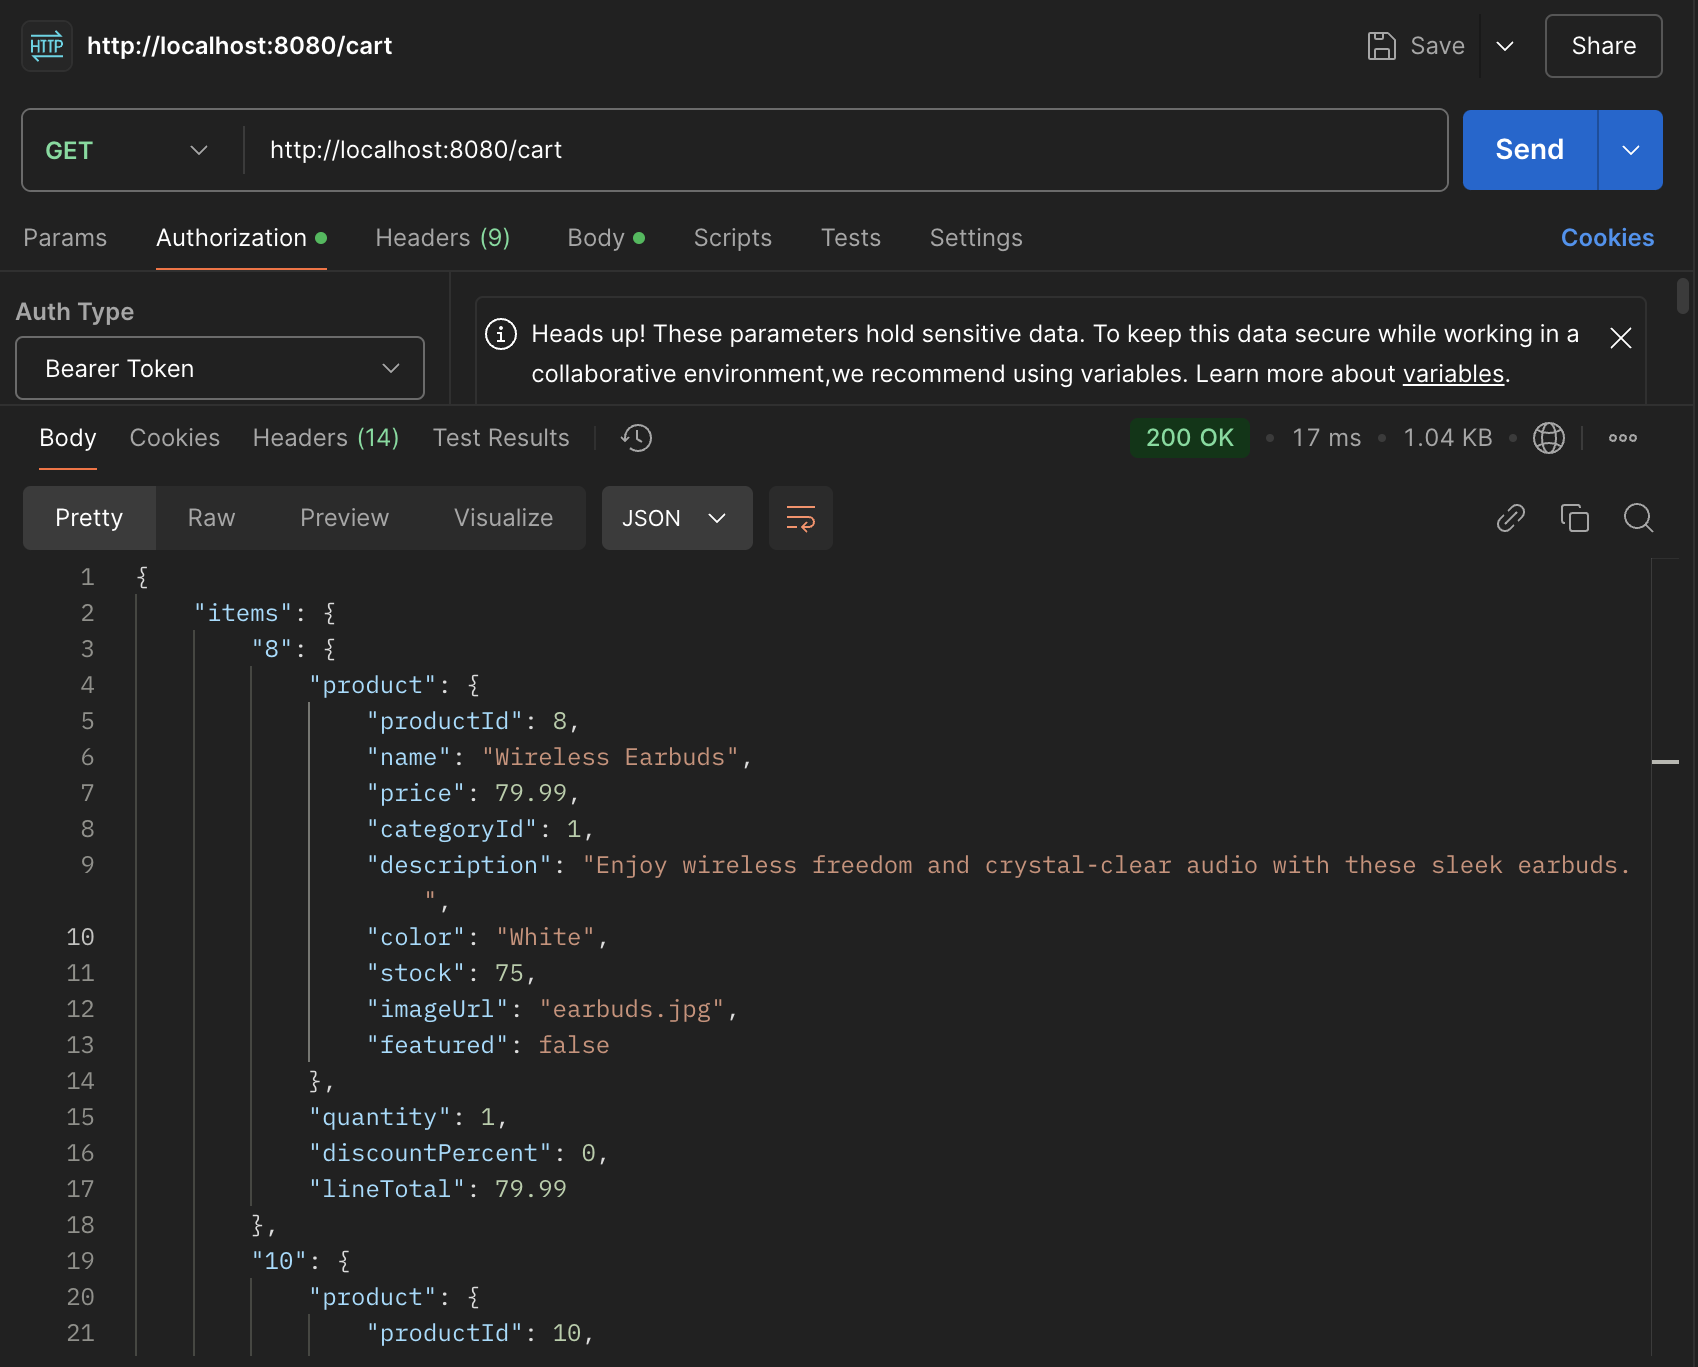 HTTP http://localhost:8080/cart Save Share
GET http://localhost:8080/cart Send
Params Authorization Headers (9) Body Scripts Tests Settings Cookies
Auth Type
Bearer Token
Heads up! These parameters hold sensitive data. To keep this data secure while working in a
collaborative environment,we recommend using variables. Learn more about variables.
Body Cookies Headers (14) Test Results 200 OK 17 ms 1.04 KB
Pretty Raw Preview Visualize JSON
1 {
2 "items": {
3 "8": {
4 "product": {
5 "productId": 8,
6 "name": "Wireless Earbuds",
7 "price": 79.99,
8 "categoryId": 1,
9 "description": "Enjoy wireless freedom and crystal-clear audio with these sleek earbuds.
",
10 "color": "White",
11 "stock": 75,
12 "imageUrl": "earbuds.jpg",
13 "featured": false
14 },
15 "quantity": 1,
16 "discountPercent": 0,
17 "lineTotal": 79.99
18 },
19 "10": {
20 "product": {
21 "productId": 10,